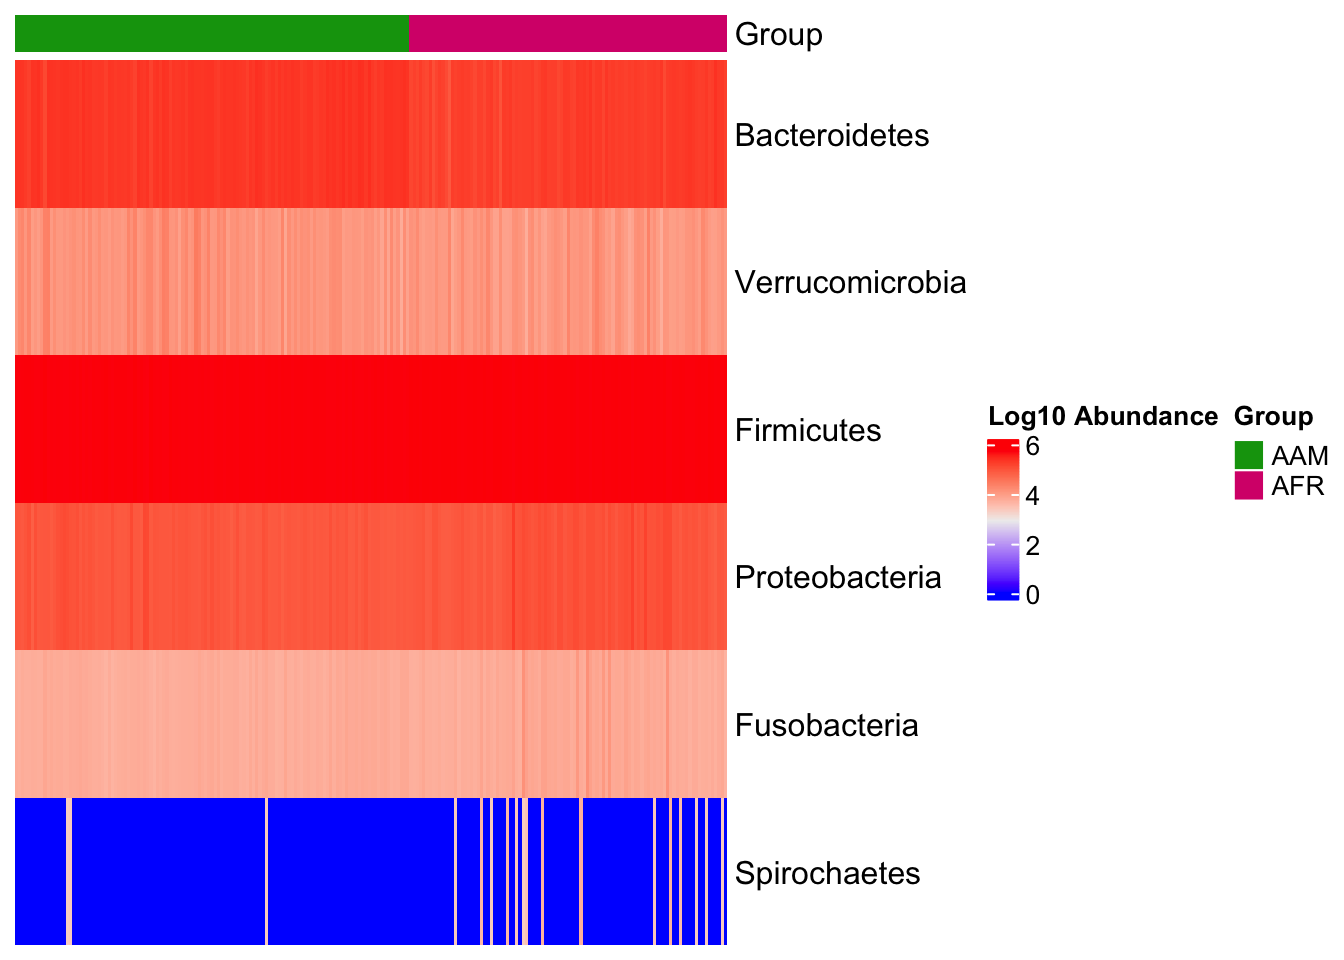 Group
Bacteroidetes
Verrucomicrobia
Firmicutes
Proteobacteria
Fusobacteria
Spirochaetes
Log10 Abundance
6
4
2
0
Group
AAM
AFR